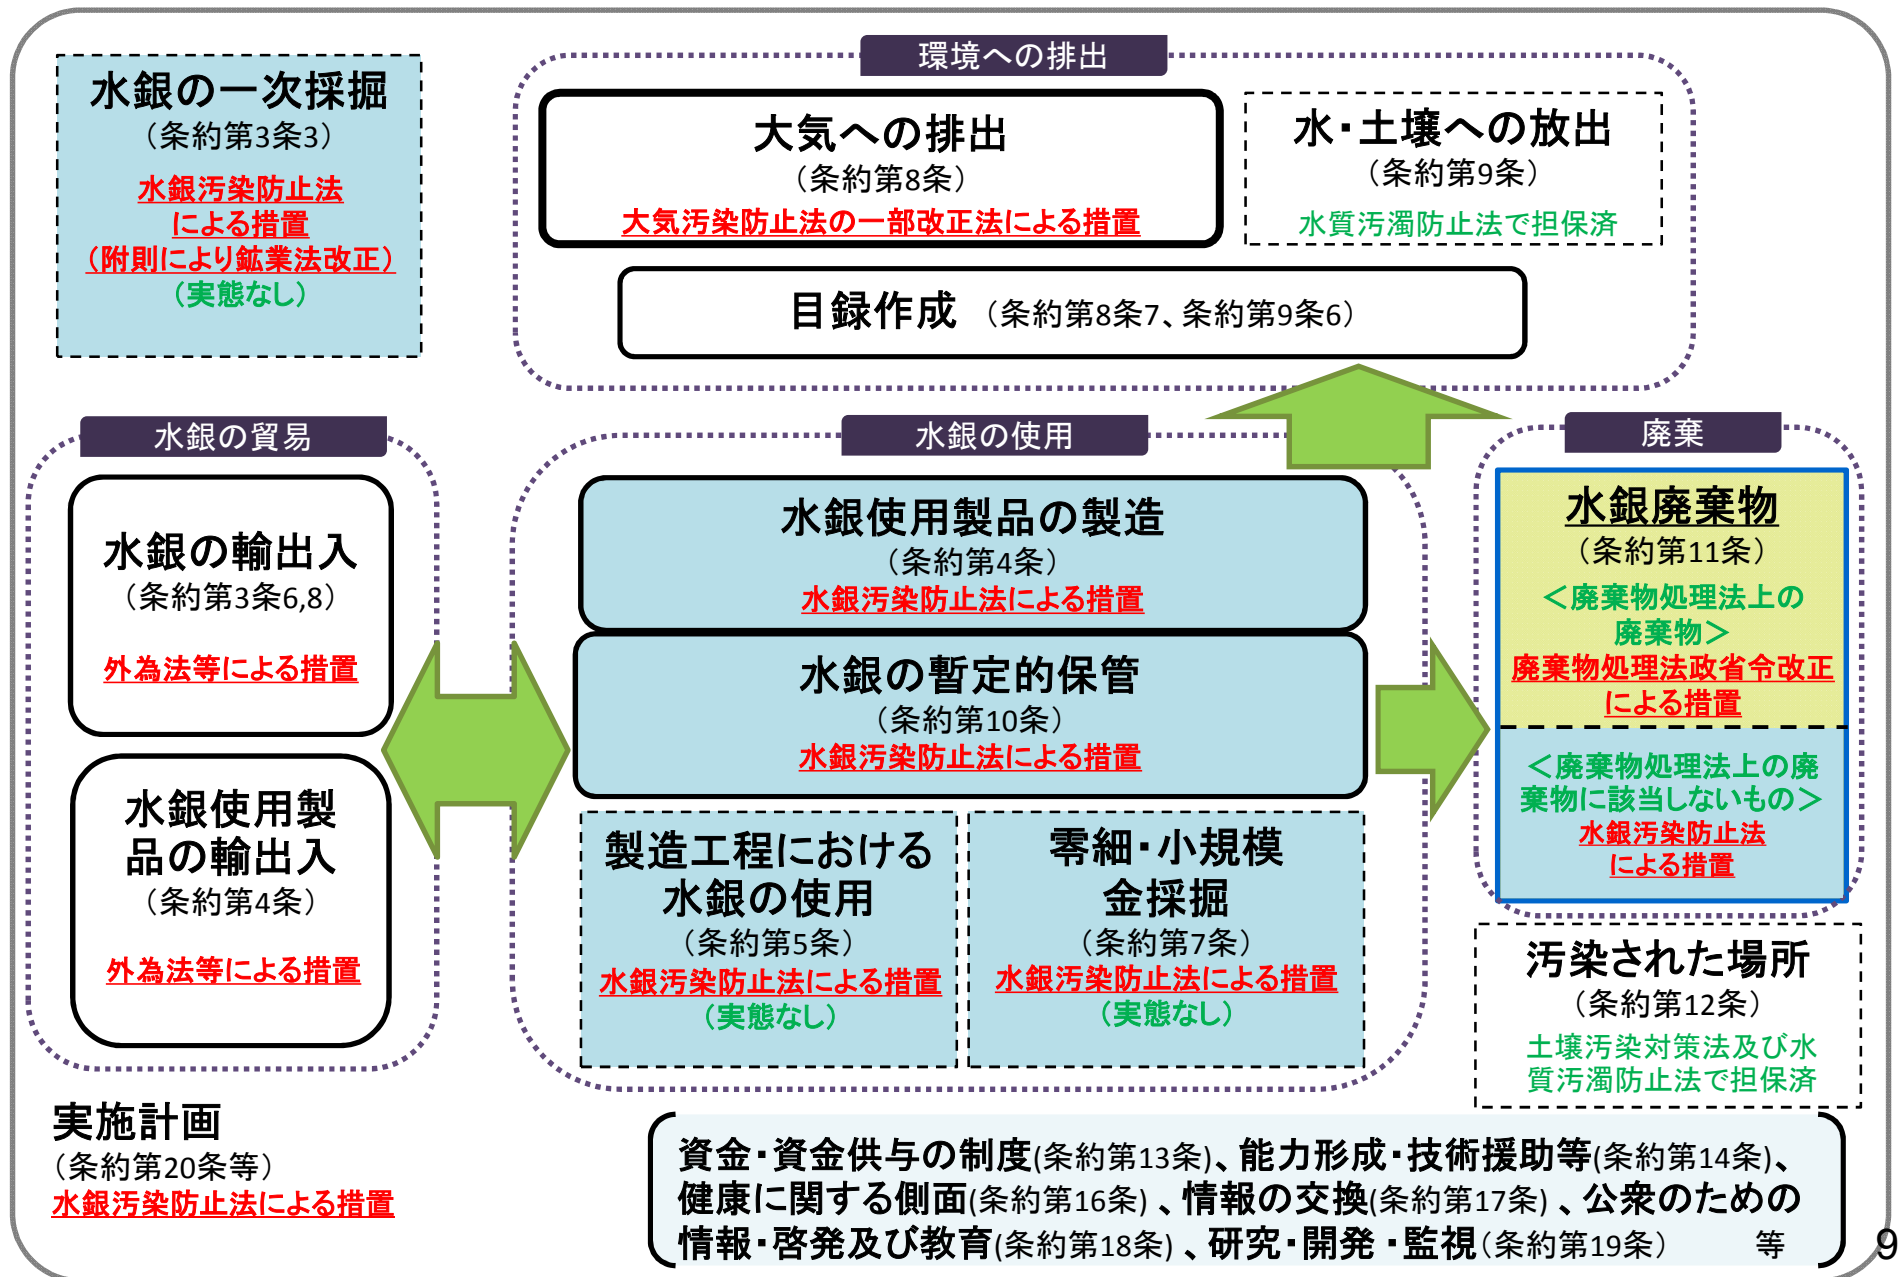 水銀の一次採掘
（条約第3条3）
水銀汚染防止法
による措置
（附則により鉱業法改正）
（実態なし）
環境への排出
大気への排出
（条約第8条）
大気汚染防止法の一部改正法による措置
水・土壌への放出
（条約第9条）
水質汚濁防止法で担保済
目録作成 （条約第8条7、条約第9条6）
水銀の貿易
水銀の輸出入
（条約第3条6,8）
外為法等による措置
水銀使用製
品の輸出入
（条約第4条）
外為法等による措置
水銀の使用
水銀使用製品の製造
（条約第4条）
水銀汚染防止法による措置
水銀の暫定的保管
（条約第10条）
水銀汚染防止法による措置
製造工程における
水銀の使用
（条約第5条）
水銀汚染防止法による措置
（実態なし）
零細・小規模
金採掘
（条約第7条）
水銀汚染防止法による措置
（実態なし）
廃棄
水銀廃棄物
（条約第11条）
＜廃棄物処理法上の
廃棄物＞
廃棄物処理法政省令改正
による措置
＜廃棄物処理法上の廃
棄物に該当しないもの＞
水銀汚染防止法
による措置
汚染された場所
（条約第12条）
土壌汚染対策法及び水
質汚濁防止法で担保済
実施計画
（条約第20条等）
水銀汚染防止法による措置
資金・資金供与の制度(条約第13条)、能力形成・技術援助等(条約第14条)、
健康に関する側面(条約第16条) 、情報の交換(条約第17条) 、公衆のための
情報・啓発及び教育(条約第18条) 、研究・開発・監視（条約第19条） 等
9